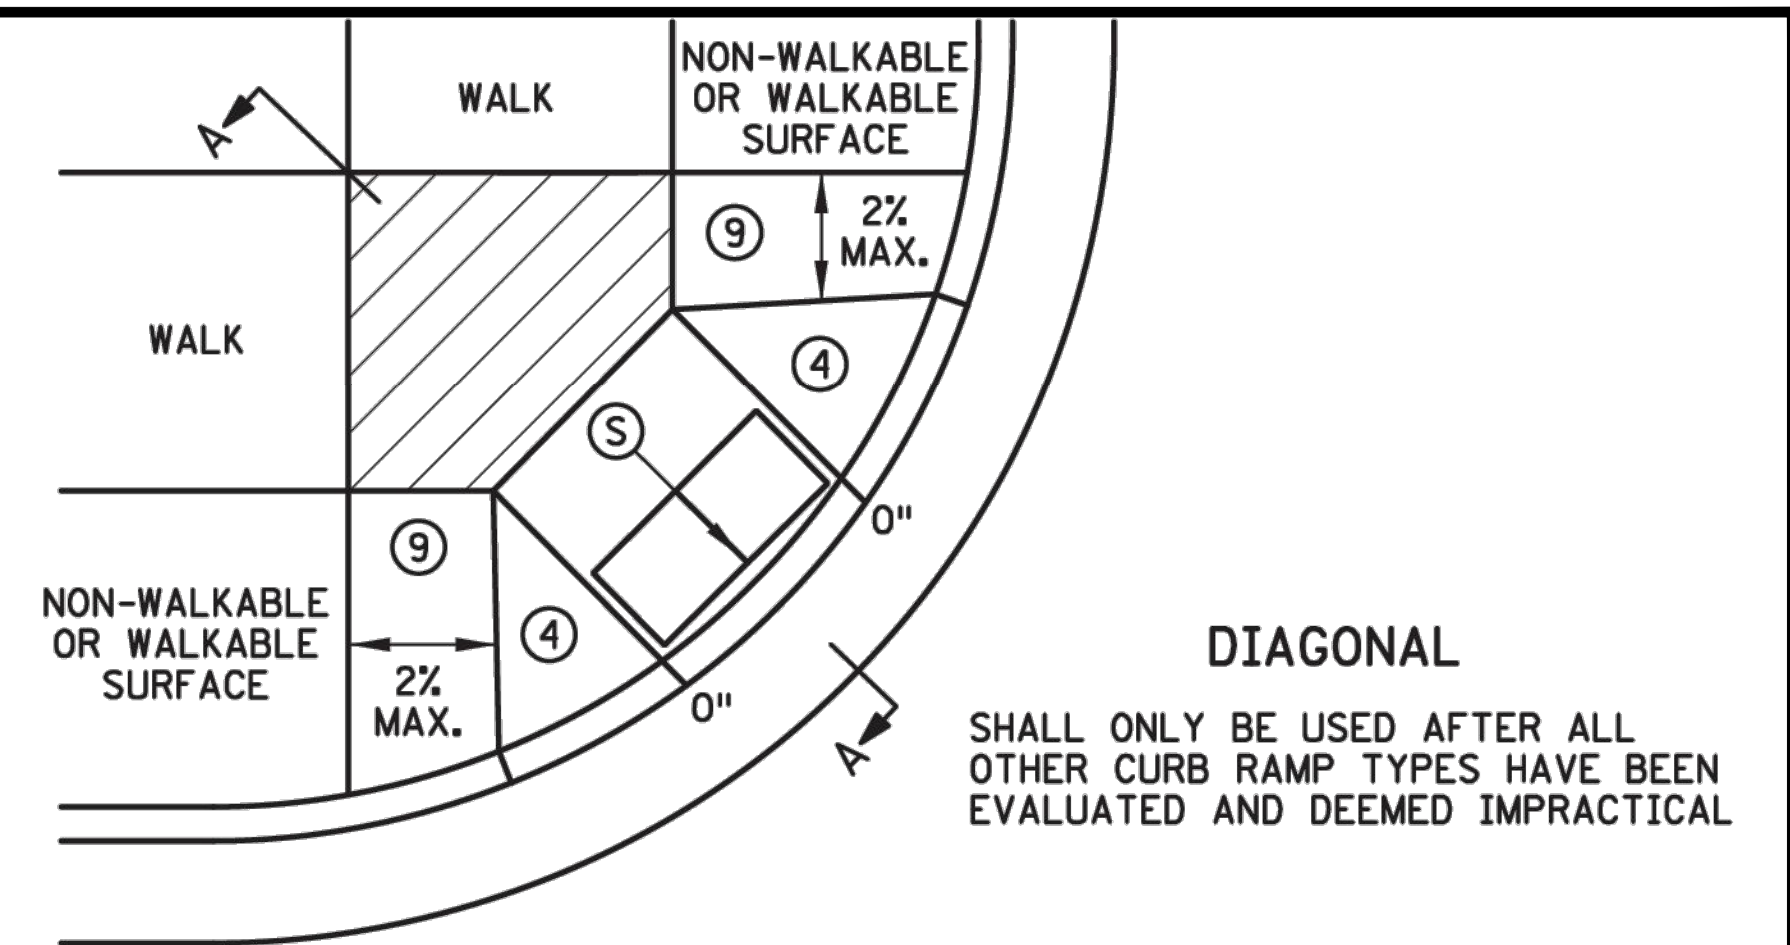 WALK
NON-WALKABLE
OR WALKABLE
SURFACE
A
9
2%
MAX.
WALK
4
S
0"
9
NON-WALKABLE
OR WALKABLE
SURFACE
4
2%
MAX.
0"
A
DIAGONAL
SHALL ONLY BE USED AFTER ALL
OTHER CURB RAMP TYPES HAVE BEEN
EVALUATED AND DEEMED IMPRACTICAL